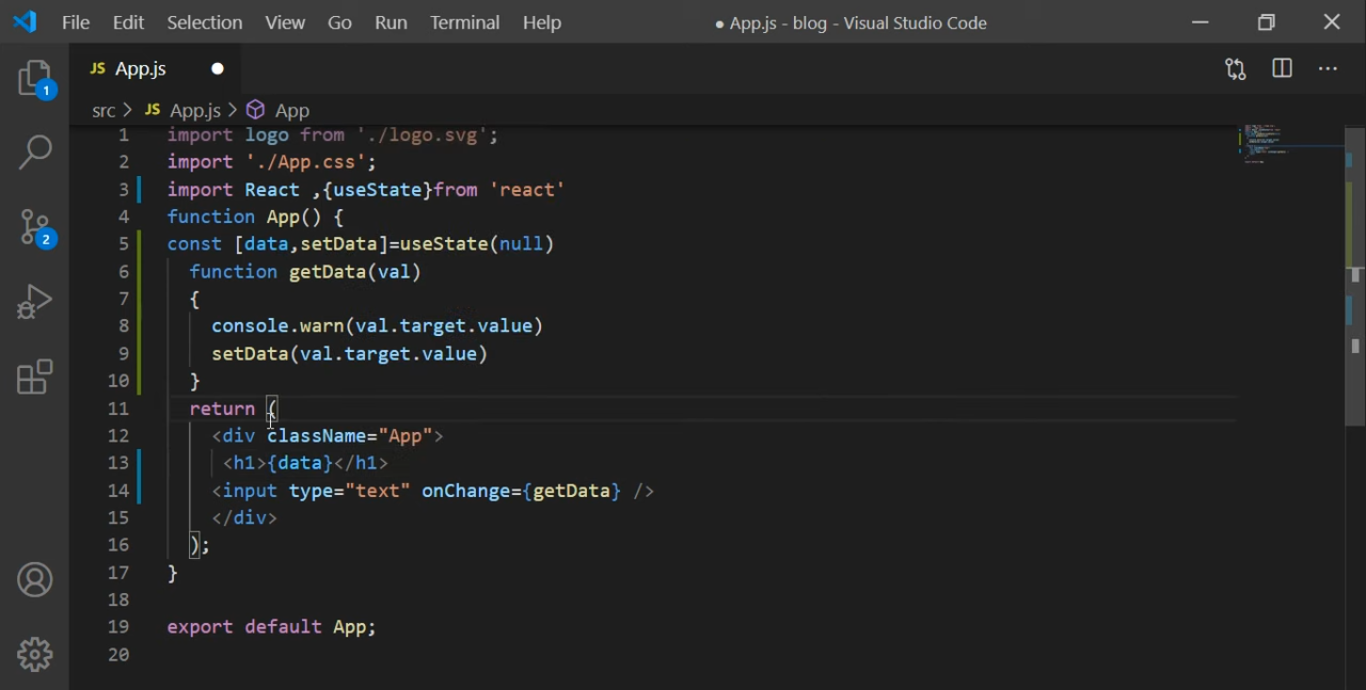 File Edit Selection View Go Run Terminal Help ● App.js - blog - Visual Studio Code
JS App.js ●
src > JS App.js > App
1 import logo from './logo.svg';
2 import './App.css';
3 import React ,{useState}from 'react'
4 function App() {
5 const [data,setData]=useState(null)
6 function getData(val)
7 {
8 console.warn(val.target.value)
9 setData(val.target.value)
10 }
11 return (
12 <div className="App">
13 <h1>{data}</h1>
14 <input type="text" onChange={getData} />
15 </div>
16 );
17 }
18
19 export default App;
20
1
2